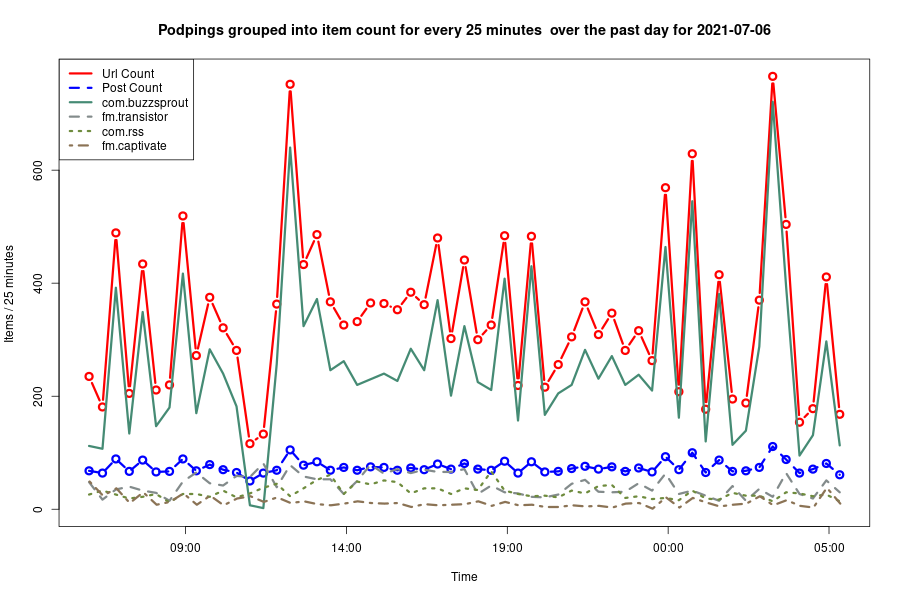 Podpings grouped into item count for every 25 minutes  over the past day for 2021-07-06
Url Count
Post Count
com.buzzsprout
fm.transistor
com.rss
fm.captivate
Items / 25 minutes
600
400
200
0
09:00
14:00
19:00
00:00
05:00
Time